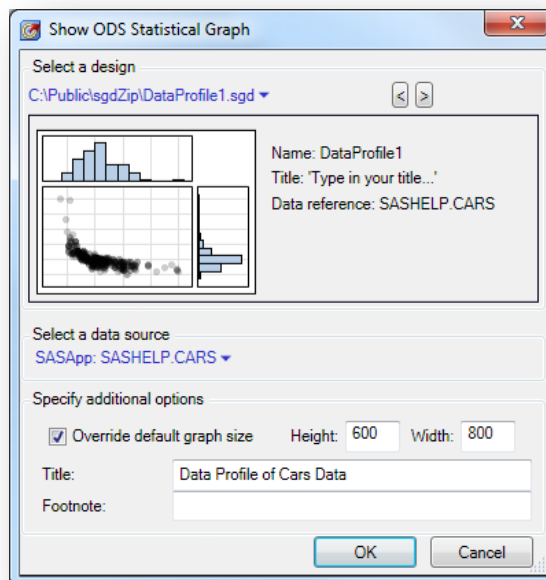 Show ODS Statistical Graph
Select a design
C:\Public\sgdZip\DataProfile1.sgd
< >
Name: DataProfile1
Title: 'Type in your title...'
Data reference: SASHELP.CARS
Select a data source
SASApp: SASHELP.CARS
Specify additional options
Override default graph size Height: 600 Width: 800
Title: Data Profile of Cars Data
Footnote:
OK Cancel